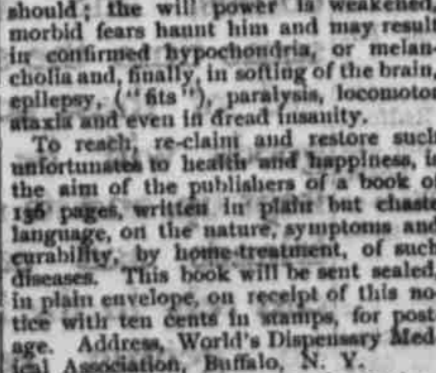 should; the will power is weakened,
morbid fears haunt him and may result
in confirmed hypochondria, or melan-
cholia and, finally, in softing of the brain,
epilepsy, ("fits"), paralysis, locomotor
ataxia and even in dread insanity.
To reach, re-claim and restore such
unfortunates to health and happiness, is
the aim of the publishers of a book of
136 pages, written in plain but chaste
language, on the nature, symptoms and
curability, by home-treatment, of such
diseases. This book will be sent sealed,
in plain envelope, on receipt of this no-
tice with ten cents in stamps, for post-
age. Address, World's Dispensary Med-
ical Association, Buffalo, N. Y.